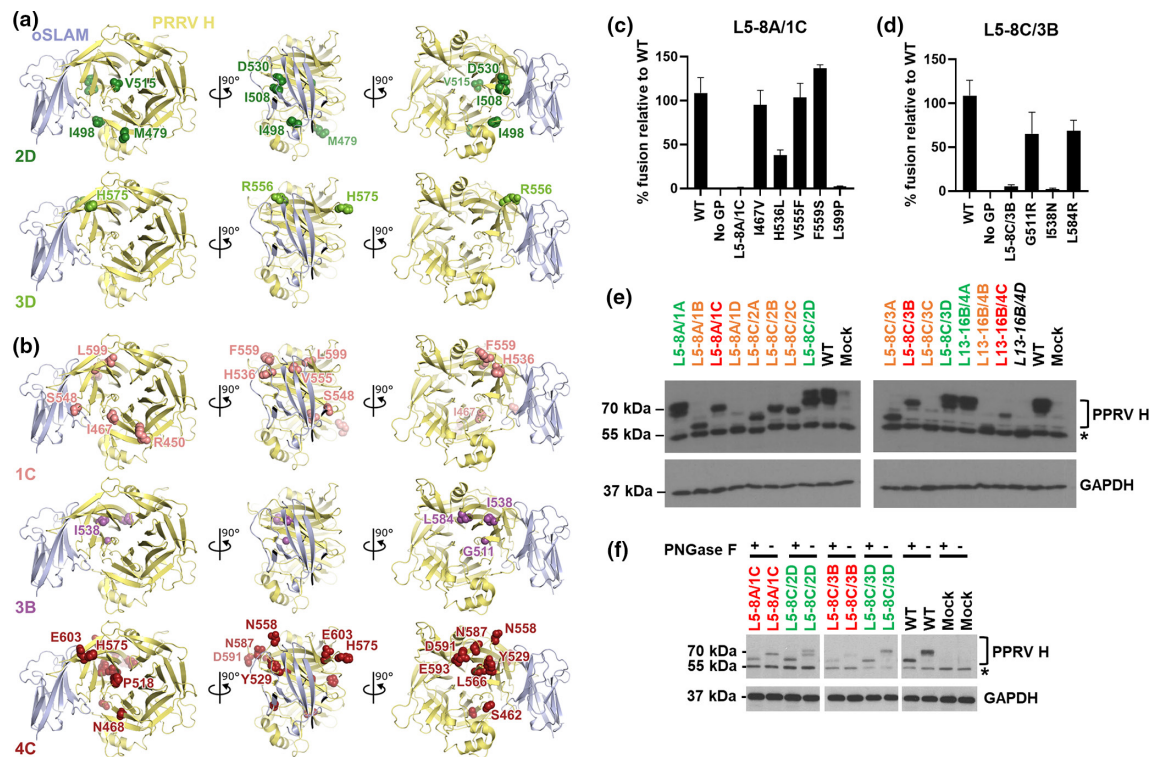 (a)
oSLAM
PRRV H
V515
I498
M479
2D
90°
D530
I508
I498
M479
90°
D530
V515
I508
I498
H575
3D
90°
R556
H575
90°
R556
(b)
L599
S548
I467
R450
1C
90°
F559
L599
H536
V555
S548
90°
F559
H536
I467
I538
3B
90°
90°
I538
L584
G511
E603
H575
P518
N468
4C
90°
N558
N587
E603
D591
H575
Y529
90°
N587
N558
D591
Y529
E593
L566
S462
(c)
L5-8A/1C
% fusion relative to WT
150
100
50
0
WT
No GP
L5-8A/1C
I467V
H536L
V555F
F559S
L599P
(d)
L5-8C/3B
% fusion relative to WT
150
100
50
0
WT
No GP
L5-8C/3B
G511R
I538N
L584R
(e)
L5-8A/1A
L5-8A/1B
L5-8A/1C
L5-8A/1D
L5-8C/2A
L5-8C/2B
L5-8C/2C
L5-8C/2D
WT
Mock
L5-8C/3A
L5-8C/3B
L5-8C/3C
L5-8C/3D
L13-16B/4A
L13-16B/4B
L13-16B/4C
L13-16B/4D
WT
Mock
70 kDa
55 kDa
PPRV H
*
37 kDa
GAPDH
(f)
PNGase F
+ - + - + - + - + - + -
L5-8A/1C
L5-8A/1C
L5-8C/2D
L5-8C/2D
L5-8C/3B
L5-8C/3B
L5-8C/3D
L5-8C/3D
WT
WT
Mock
Mock
70 kDa
55 kDa
PPRV H
*
37 kDa
GAPDH